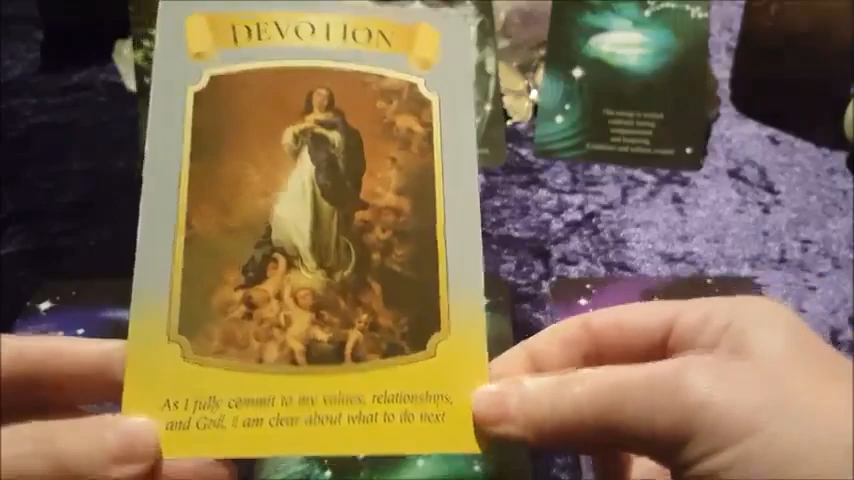 DEVOTION
As I fully commit to my values, relationships,
and God, I am clear about what to do next